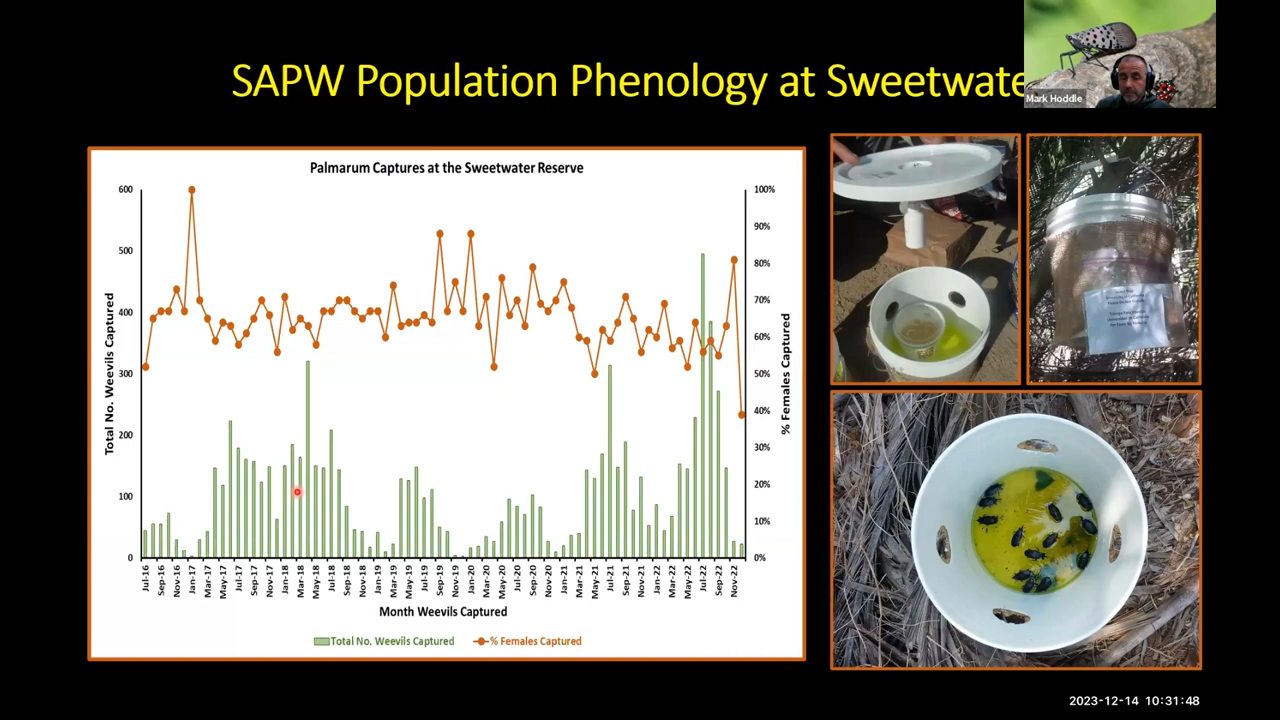 SAPW Population Phenology at Sweetwate
Mark Hoddle
Palmarum Captures at the Sweetwater Reserve
600
500
400
300
200
100
0
Total No. Weevils Captured
100%
90%
80%
70%
60%
50%
40%
30%
20%
10%
0%
% Females Captured
Jul-16
Sep-16
Nov-16
Jan-17
Mar-17
May-17
Jul-17
Sep-17
Nov-17
Jan-18
Mar-18
May-18
Jul-18
Sep-18
Nov-18
Jan-19
Mar-19
May-19
Jul-19
Sep-19
Nov-19
Jan-20
Mar-20
May-20
Jul-20
Sep-20
Nov-20
Jan-21
Mar-21
May-21
Jul-21
Sep-21
Nov-21
Jan-22
Mar-22
May-22
Jul-22
Sep-22
Nov-22
Month Weevils Captured
Total No. Weevils Captured
% Females Captured
2023-12-14 10:31:48